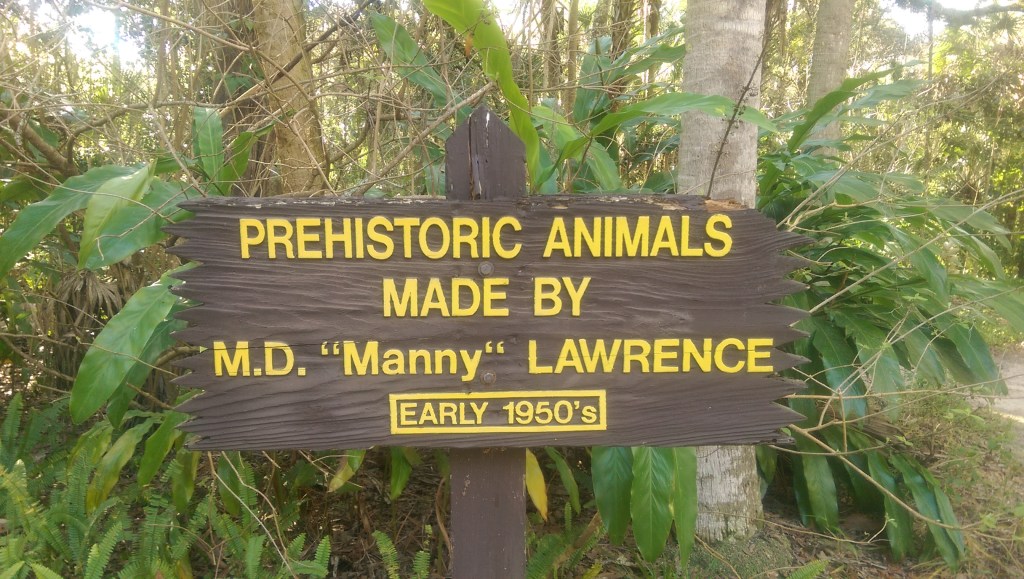 PREHISTORIC ANIMALS
MADE BY
M.D. “Manny“ LAWRENCE
EARLY 1950's